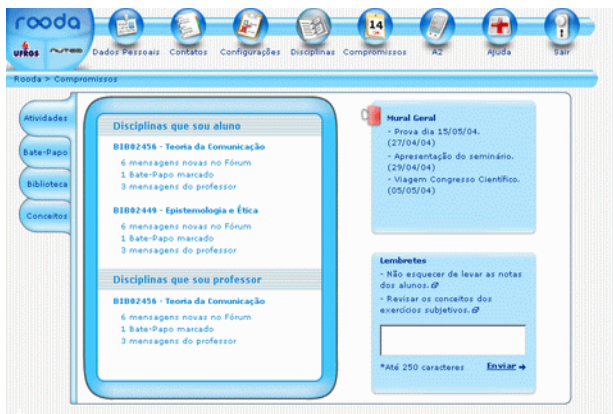 rooda
UFRGS nuted
Dados Pessoais Contatos Configurações Disciplinas Compromissos A2 Ajuda Sair
14
Rooda > Compromissos
Atividades
Bate-Papo
Biblioteca
Conceitos
Disciplinas que sou aluno
BIB02456 - Teoria da Comunicação
6 mensagens novas no Fórum
1 Bate-Papo marcado
3 mensagens do professor
BIB02449 - Epistemologia e Ética
6 mensagens novas no Fórum
1 Bate-Papo marcado
3 mensagens do professor
Disciplinas que sou professor
BIB02456 - Teoria da Comunicação
6 mensagens novas no Fórum
1 Bate-Papo marcado
3 mensagens do professor
Mural Geral
- Prova dia 15/05/04.
(27/04/04)
- Apresentação do seminário.
(29/04/04)
- Viagem Congresso Científico.
(05/05/04)
Lembretes
- Não esquecer de levar as notas
dos alunos.
- Revisar os conceitos dos
exercícios subjetivos.
*Até 250 caracteres Enviar →